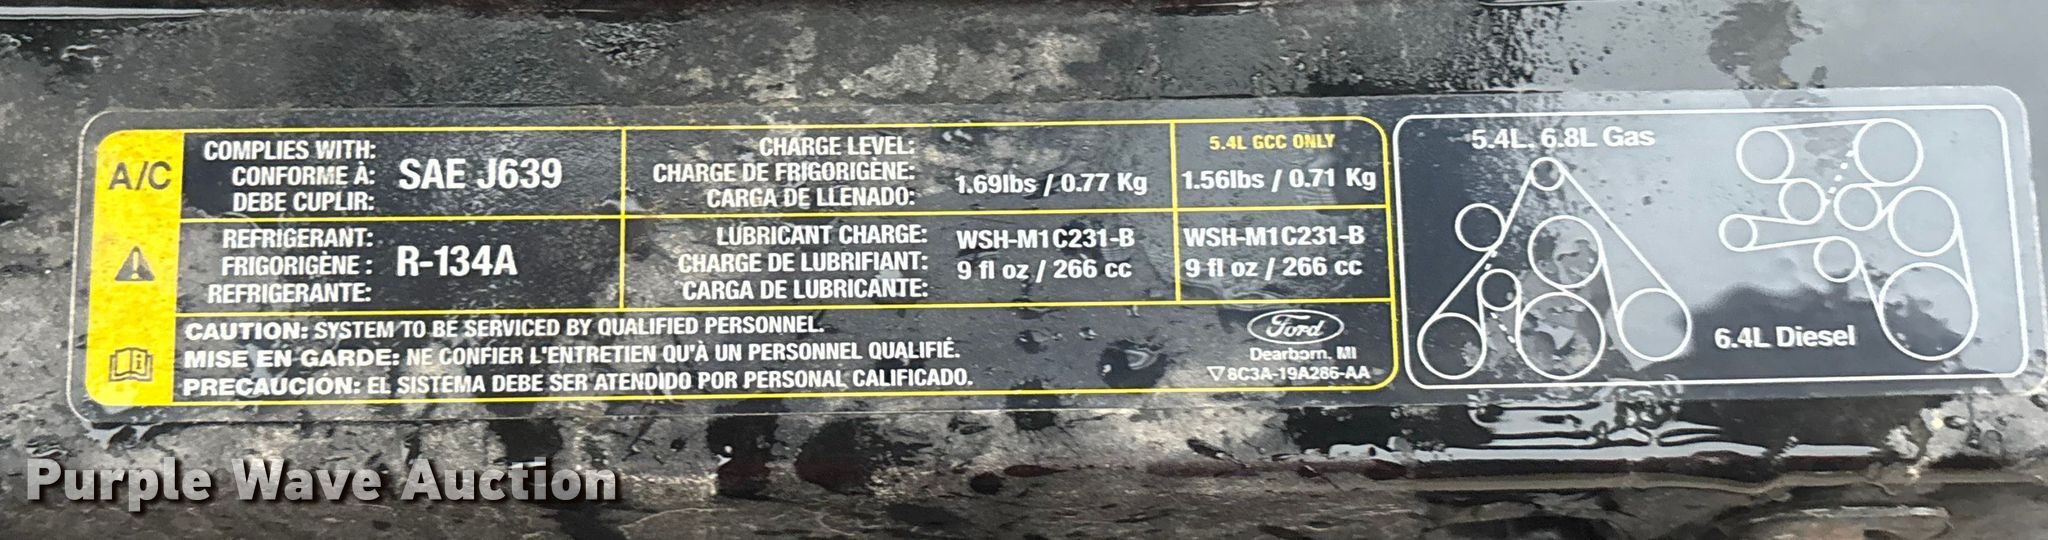 A/C
COMPLIES WITH:
CONFORME À:
DEBE CUPLIR:
SAE J639
CHARGE LEVEL:
CHARGE DE FRIGORIGÈNE:
CARGA DE LLENADO:
1.69lbs / 0.77 Kg
5.4L GCC ONLY
1.56lbs / 0.71 Kg
REFRIGERANT:
FRIGORIGÈNE :
REFRIGERANTE:
R-134A
LUBRICANT CHARGE:
CHARGE DE LUBRIFIANT:
CARGA DE LUBRICANTE:
WSH-M1C231-B
9 fl oz / 266 cc
WSH-M1C231-B
9 fl oz / 266 cc
CAUTION: SYSTEM TO BE SERVICED BY QUALIFIED PERSONNEL.
MISE EN GARDE: NE CONFIER L'ENTRETIEN QU'À UN PERSONNEL QUALIFIÉ.
PRECAUCIÓN: EL SISTEMA DEBE SER ATENDIDO POR PERSONAL CALIFICADO.
Ford
Dearborn, MI
▽8C3A-19A286-AA
5.4L, 6.8L Gas
6.4L Diesel
Purple Wave Auction